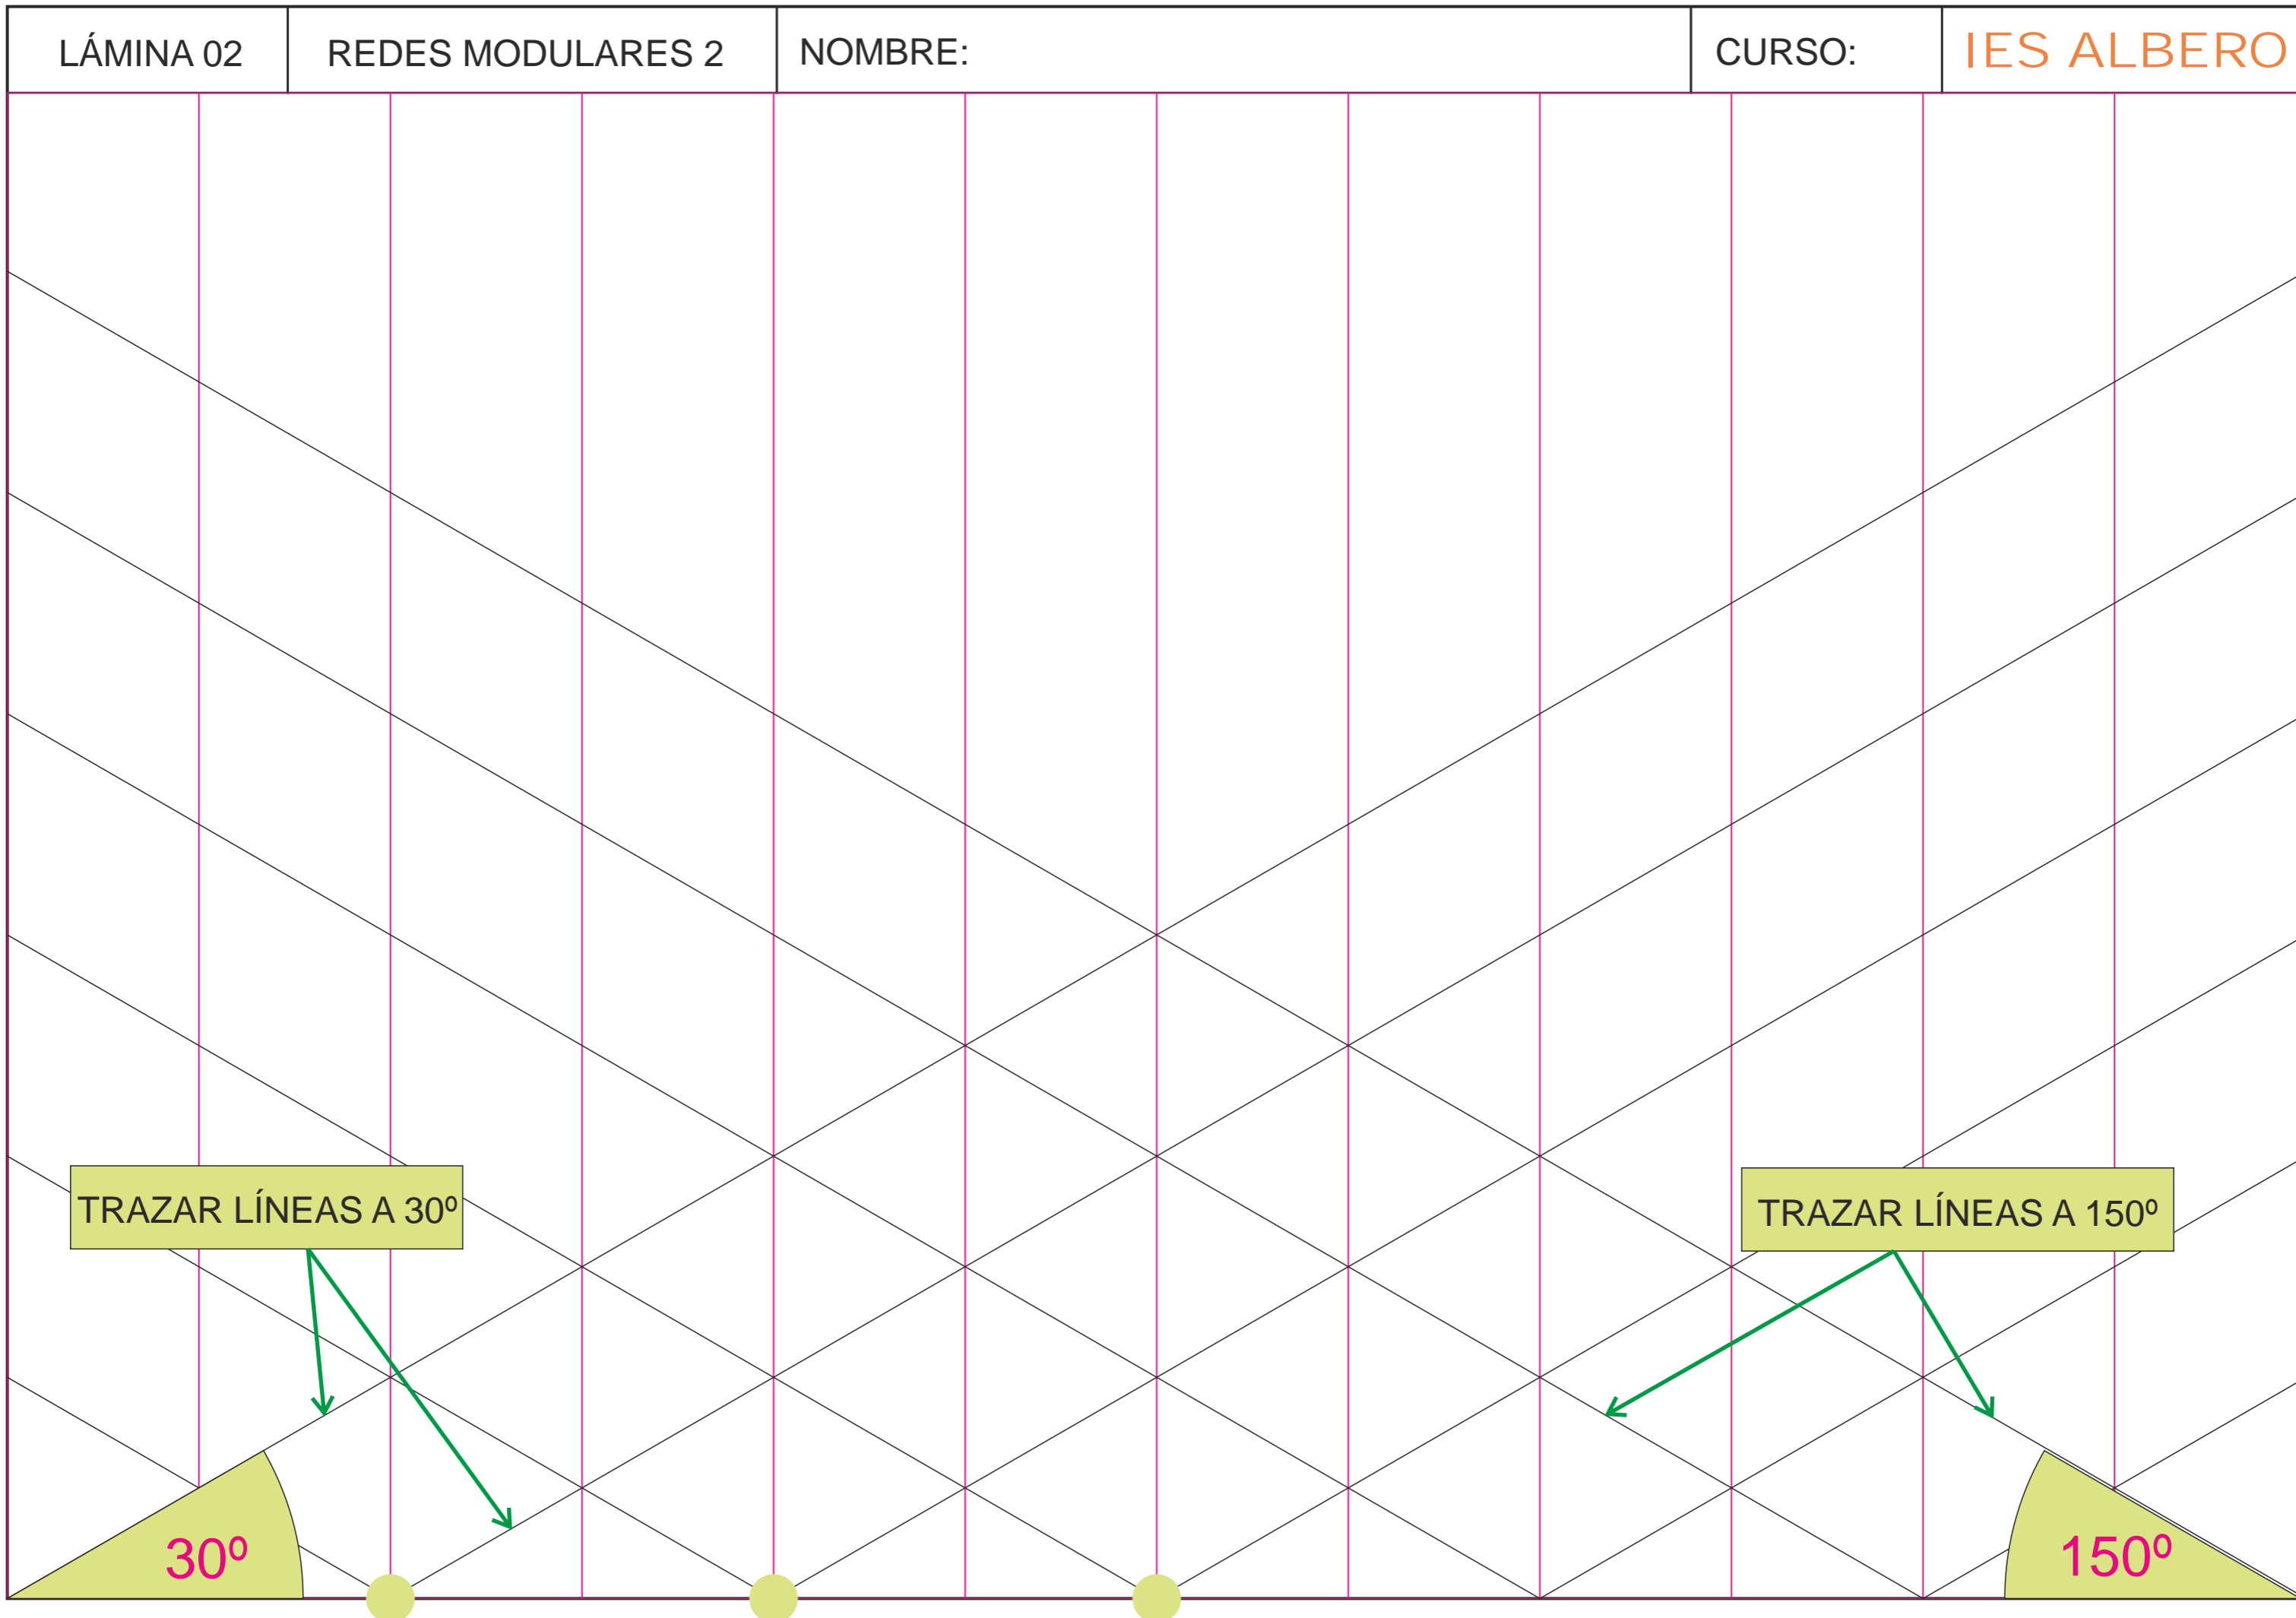 LÁMINA 02
REDES MODULARES 2
NOMBRE:
CURSO:
IES ALBERO
TRAZAR LÍNEAS A 30º
TRAZAR LÍNEAS A 150º
30º
150º